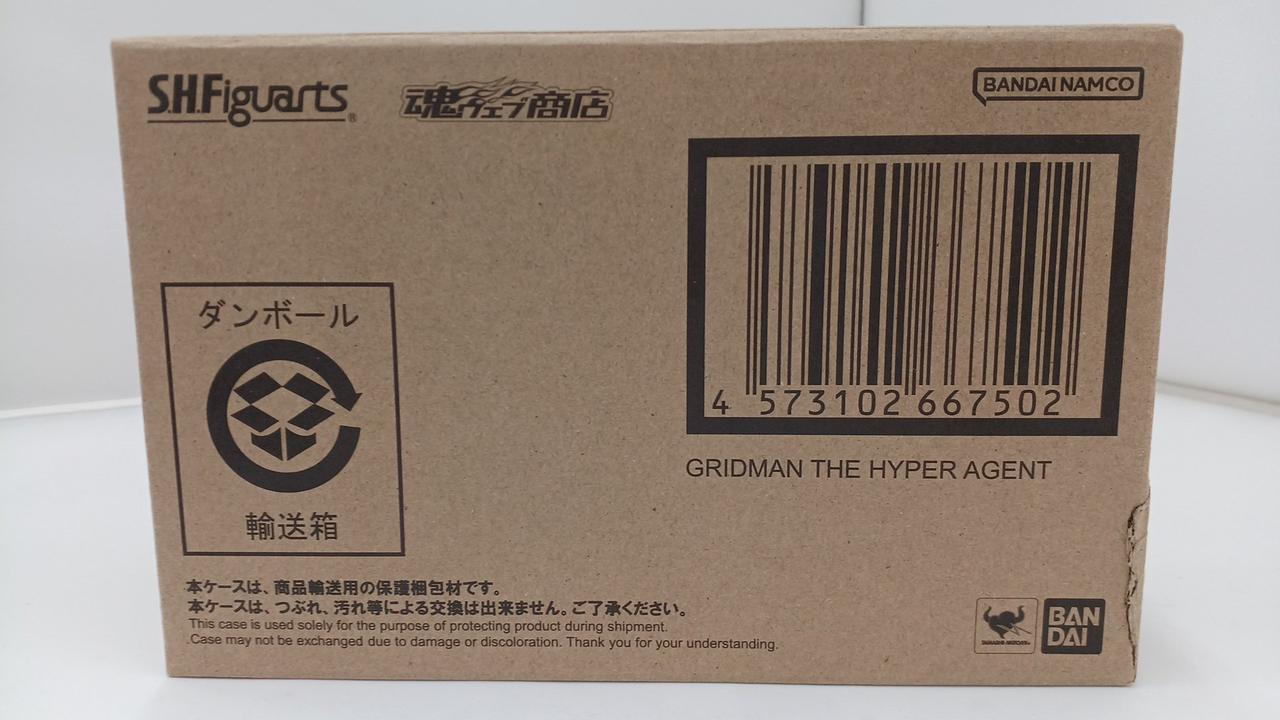 S.H.Figuarts®
魂ウェブ商店
BANDAI NAMCO
4 573102 667502
GRIDMAN THE HYPER AGENT
ダンボール
輸送箱
本ケースは、商品輸送用の保護梱包材です。
本ケースは、つぶれ、汚れ等による交換は出来ません。ご了承ください。
This case is used solely for the purpose of protecting product during shipment.
Case may not be exchanged due to damage or discoloration. Thank you for your understanding.
TAMASHII NATIONS
BAN
DAI